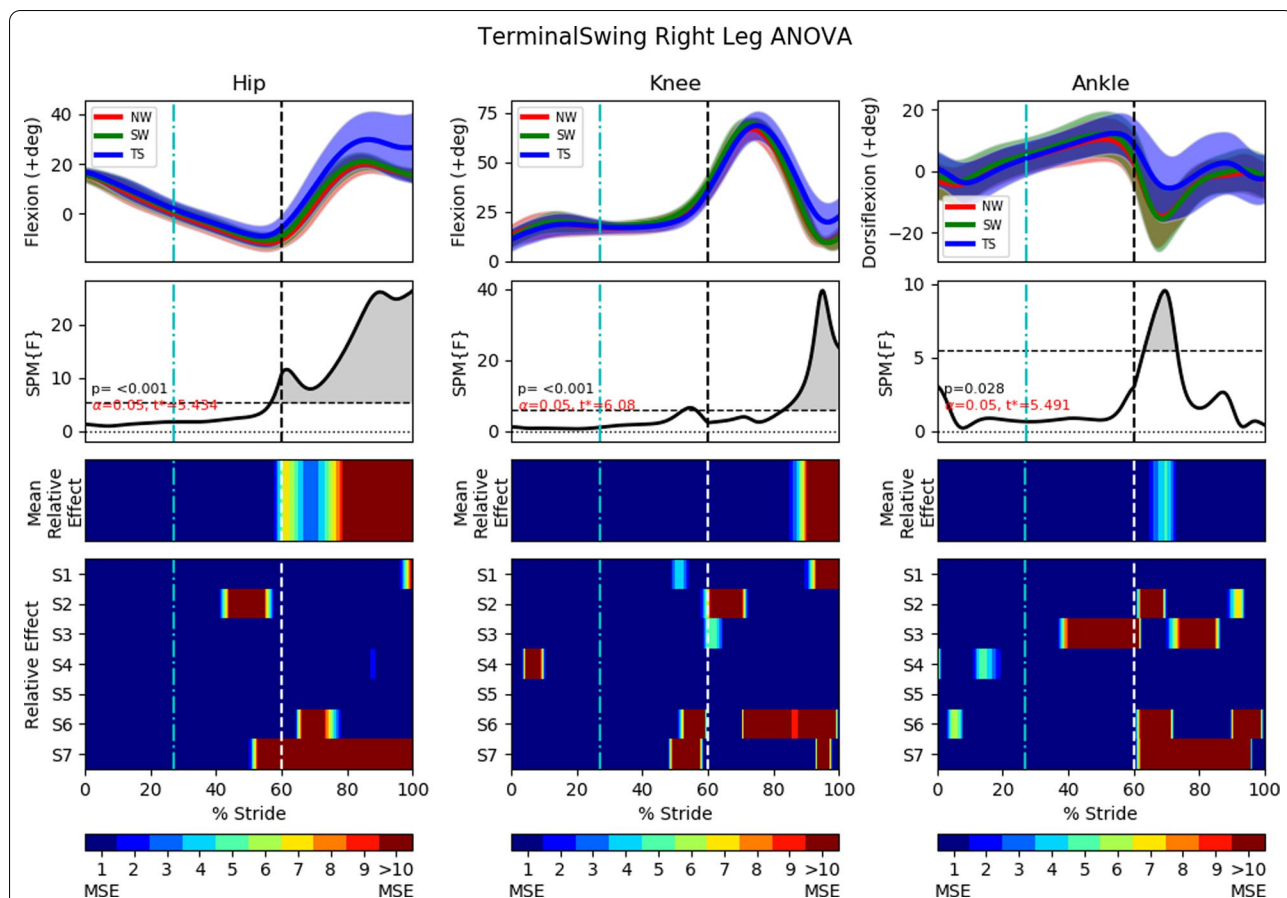 TerminalSwing Right Leg ANOVA
Hip
Knee
Ankle
Flexion (+deg)
40
20
0
NW
SW
TS
Flexion (+deg)
75
50
25
0
NW
SW
TS
Dorsiflexion (+deg)
20
0
−20
NW
SW
TS
SPM{F}
20
10
0
p= <0.001
α=0.05, t*=5.434
SPM{F}
40
20
0
p= <0.001
α=0.05, t*=6.08
SPM{F}
10
5
0
p=0.028
α=0.05, t*=5.491
Mean
Relative
Effect
Mean
Relative
Effect
Mean
Relative
Effect
Relative Effect
S1
S2
S3
S4
S5
S6
S7
0 20 40 60 80 100
% Stride
S1
S2
S3
S4
S5
S6
S7
0 20 40 60 80 100
% Stride
S1
S2
S3
S4
S5
S6
S7
0 20 40 60 80 100
% Stride
1 2 3 4 5 6 7 8 9 >10
MSE MSE
1 2 3 4 5 6 7 8 9 >10
MSE MSE
1 2 3 4 5 6 7 8 9 >10
MSE MSE